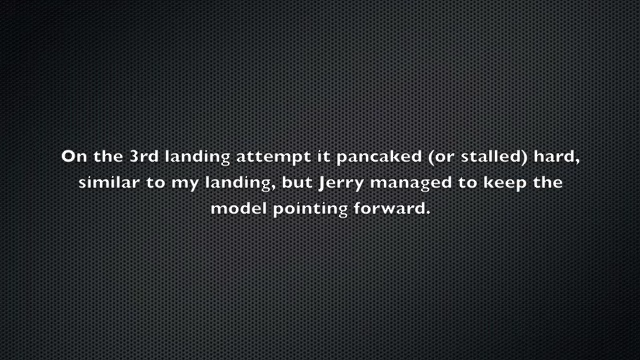 On the 3rd landing attempt it pancaked (or stalled) hard,
similar to my landing, but Jerry managed to keep the
model pointing forward.